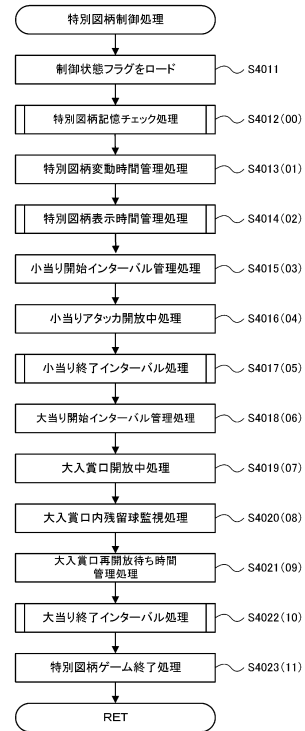 特別図柄制御処理
制御状態フラグをロード
S4011
特別図柄記憶チェック処理
S4012(00)
特別図柄変動時間管理処理
S4013(01)
特別図柄表示時間管理処理
S4014(02)
小当り開始インターバル管理処理
S4015(03)
小当りアタッカ開放中処理
S4016(04)
小当り終了インターバル処理
S4017(05)
大当り開始インターバル管理処理
S4018(06)
大入賞口開放中処理
S4019(07)
大入賞口内残留球監視処理
S4020(08)
大入賞口再開放待ち時間
管理処理
S4021(09)
大当り終了インターバル処理
S4022(10)
特別図柄ゲーム終了処理
S4023(11)
RET